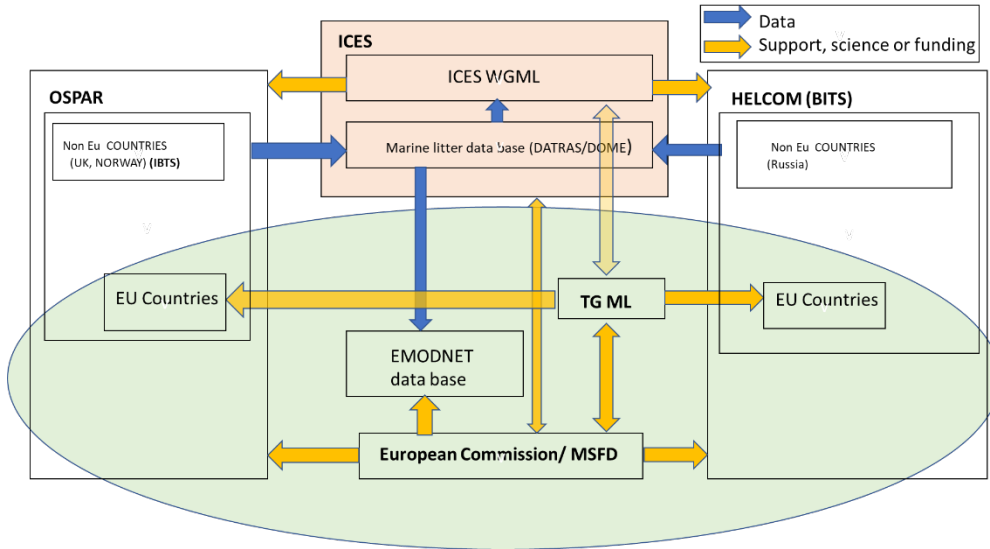 Data
Support, science or funding
ICES
ICES WGML
Marine litter data base (DATRAS/DOME)
OSPAR
Non Eu COUNTRIES
(UK, NORWAY) (IBTS)
EU Countries
HELCOM (BITS)
Non Eu COUNTRIES
(Russia)
EU Countries
TG ML
EMODNET
data base
European Commission/ MSFD